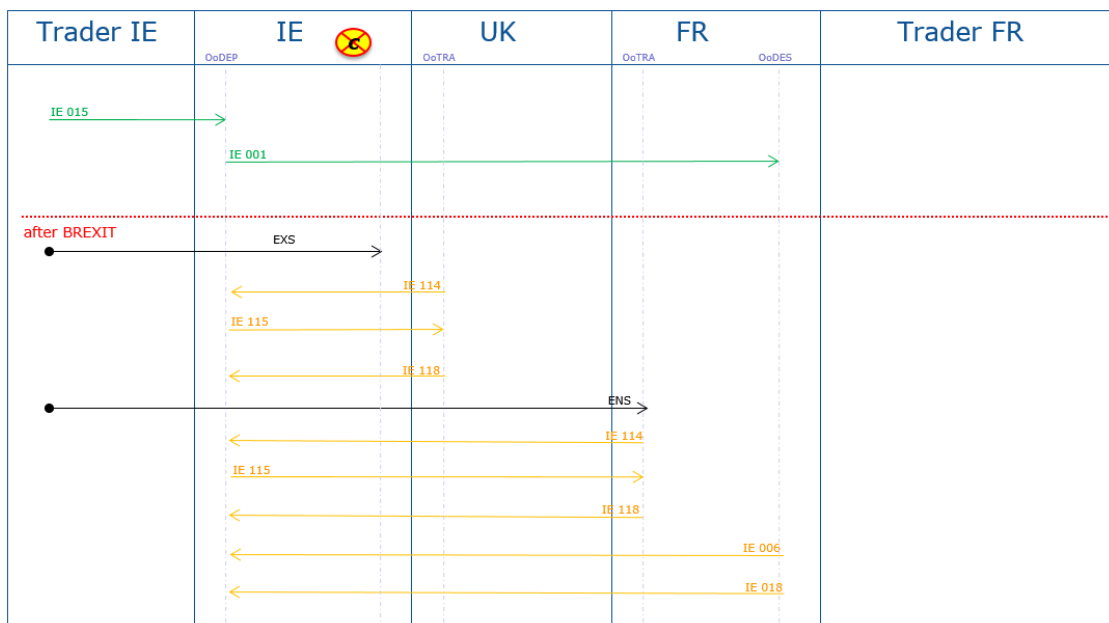 Trader IE
IE
c
UK
FR
Trader FR
OoDEP
OoTRA
OoTRA
OoDES
IE 015
IE 001
after BREXIT
EXS
IE 114
IE 115
IE 118
ENS
IE 114
IE 115
IE 118
IE 006
IE 018